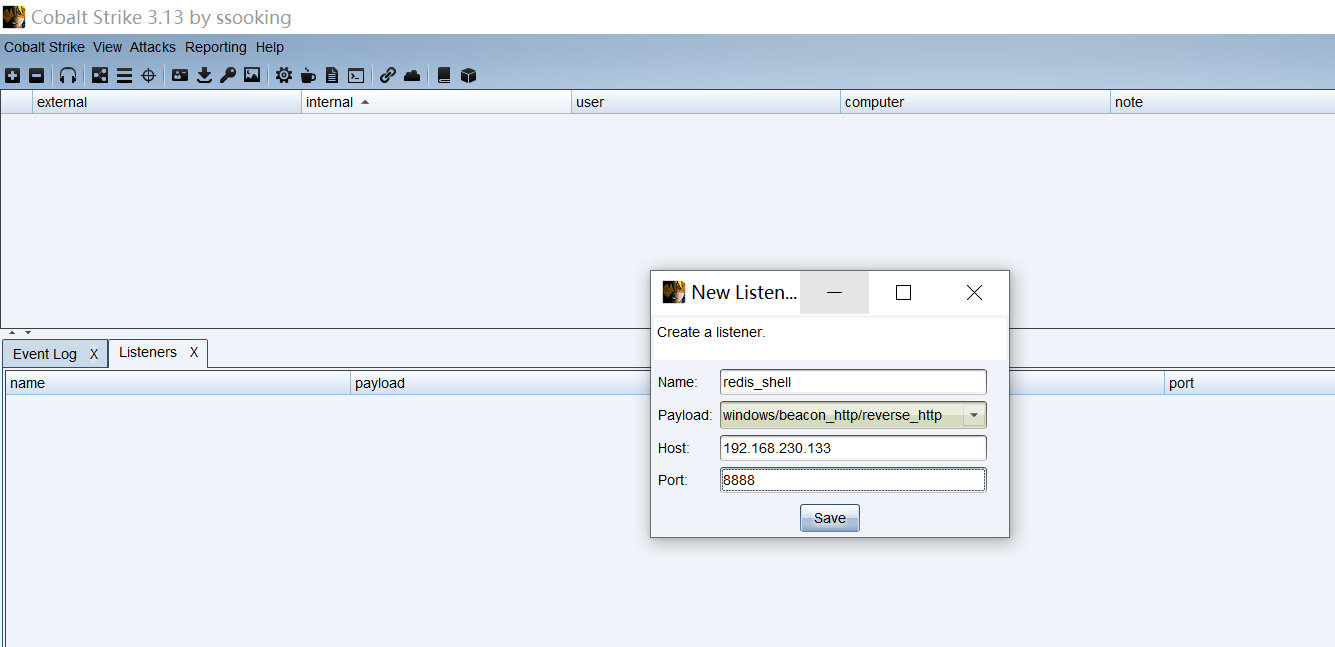 Cobalt Strike 3.13 by ssooking
Cobalt Strike View Attacks Reporting Help
external internal user computer note
New Listen...
Create a listener.
Event Log X Listeners X
name payload port
Name: redis_shell
Payload: windows/beacon_http/reverse_http
Host: 192.168.230.133
Port: 8888
Save